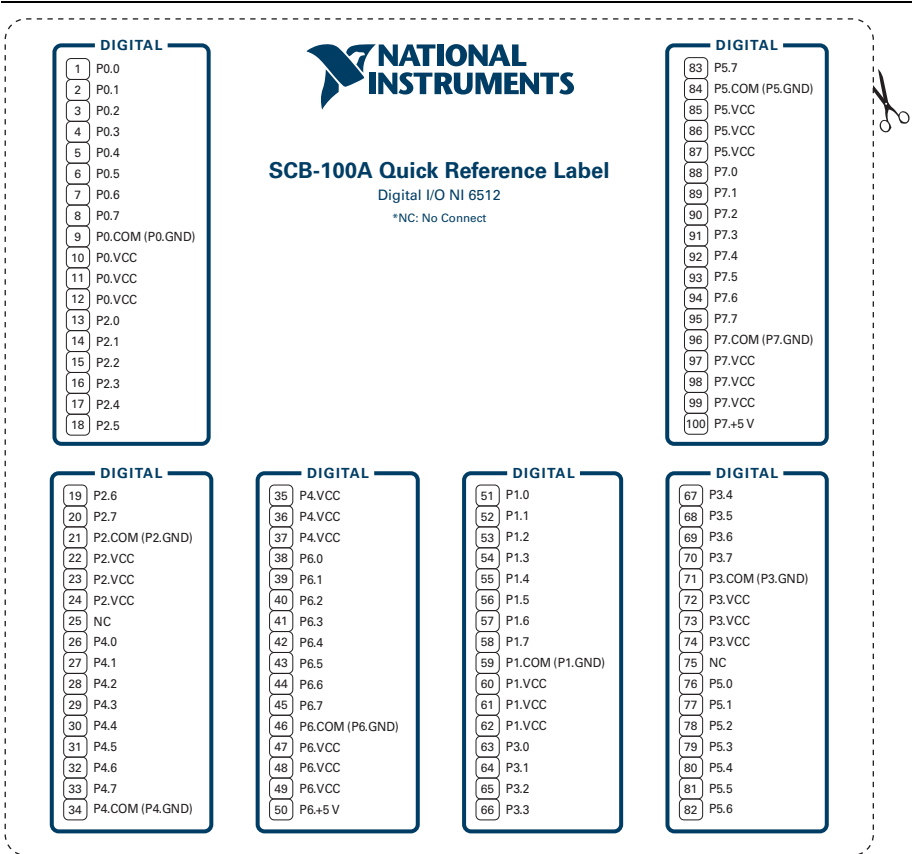 DIGITAL
1 P0.0
2 P0.1
3 P0.2
4 P0.3
5 P0.4
6 P0.5
7 P0.6
8 P0.7
9 P0.COM (P0.GND)
10 P0.VCC
11 P0.VCC
12 P0.VCC
13 P2.0
14 P2.1
15 P2.2
16 P2.3
17 P2.4
18 P2.5
NATIONAL
INSTRUMENTS
SCB-100A Quick Reference Label
Digital I/O NI 6512
*NC: No Connect
DIGITAL
83 P5.7
84 P5.COM (P5.GND)
85 P5.VCC
86 P5.VCC
87 P5.VCC
88 P7.0
89 P7.1
90 P7.2
91 P7.3
92 P7.4
93 P7.5
94 P7.6
95 P7.7
96 P7.COM (P7.GND)
97 P7.VCC
98 P7.VCC
99 P7.VCC
100 P7.+5 V
DIGITAL
19 P2.6
20 P2.7
21 P2.COM (P2.GND)
22 P2.VCC
23 P2.VCC
24 P2.VCC
25 NC
26 P4.0
27 P4.1
28 P4.2
29 P4.3
30 P4.4
31 P4.5
32 P4.6
33 P4.7
34 P4.COM (P4.GND)
DIGITAL
35 P4.VCC
36 P4.VCC
37 P4.VCC
38 P6.0
39 P6.1
40 P6.2
41 P6.3
42 P6.4
43 P6.5
44 P6.6
45 P6.7
46 P6.COM (P6.GND)
47 P6.VCC
48 P6.VCC
49 P6.VCC
50 P6.+5 V
DIGITAL
51 P1.0
52 P1.1
53 P1.2
54 P1.3
55 P1.4
56 P1.5
57 P1.6
58 P1.7
59 P1.COM (P1.GND)
60 P1.VCC
61 P1.VCC
62 P1.VCC
63 P3.0
64 P3.1
65 P3.2
66 P3.3
DIGITAL
67 P3.4
68 P3.5
69 P3.6
70 P3.7
71 P3.COM (P3.GND)
72 P3.VCC
73 P3.VCC
74 P3.VCC
75 NC
76 P5.0
77 P5.1
78 P5.2
79 P5.3
80 P5.4
81 P5.5
82 P5.6